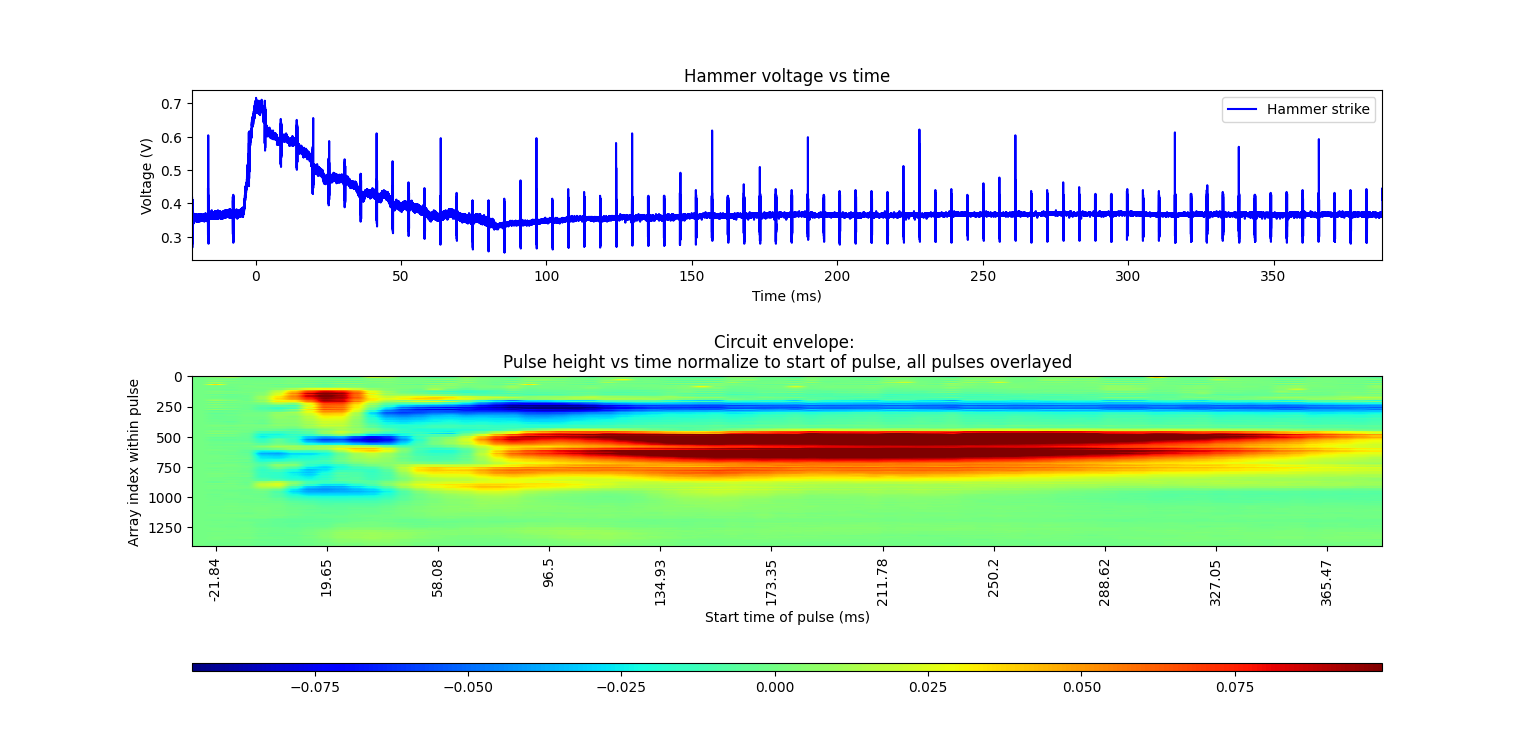 Hammer voltage vs time
Hammer strike
Voltage (V)
0.7
0.6
0.5
0.4
0.3
0 50 100 150 200 250 300 350
Time (ms)
Circuit envelope:
Pulse height vs time normalize to start of pulse, all pulses overlayed
Array index within pulse
0
250
500
750
1000
1250
-21.84 19.65 58.08 96.5 134.93 173.35 211.78 250.2 288.62 327.05 365.47
Start time of pulse (ms)
−0.075 −0.050 −0.025 0.000 0.025 0.050 0.075